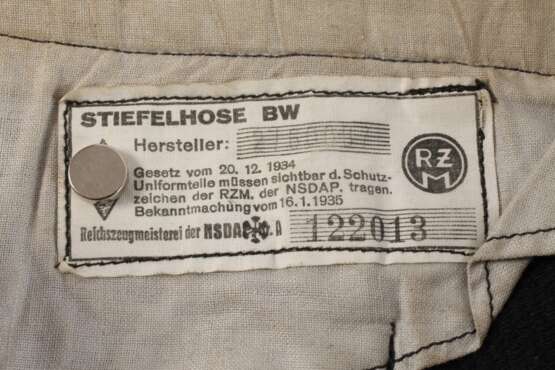 STIEFELHOSE BW
Hersteller:
Gesetz vom 20. 12. 1934
Uniformteile müssen sichtbar d. Schutz-
zeichen der RZM. der NSDAP. tragen.
Bekanntmachung vom 16.1.1935
Reichszeugmeisterei der NSDAP. A 122013
RZM